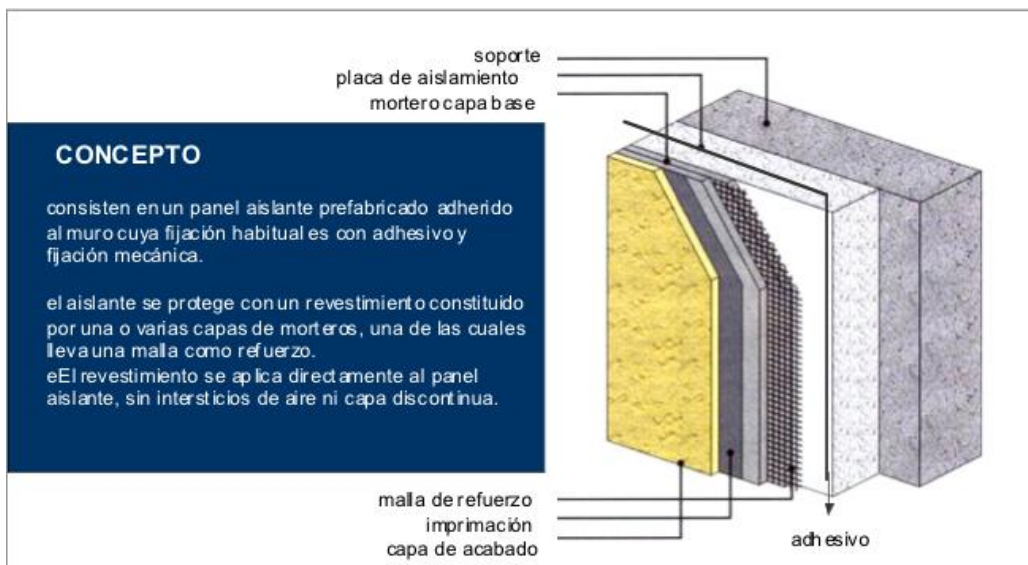 soporte
placa de aislamiento
mortero capa base
CONCEPTO
consisten en un panel aislante prefabricado adherido
al muro cuya fijación habitual es con adhesivo y
fijación mecánica.
el aislante se protege con un revestimiento constituido
por una o varias capas de morteros, una de las cuales
lleva una malla como refuerzo.
eEl revestimiento se aplica directamente al panel
aislante, sin intersticios de aire ni capa discontinua.
malla de refuerzo
imprimación
capa de acabado
adhesivo